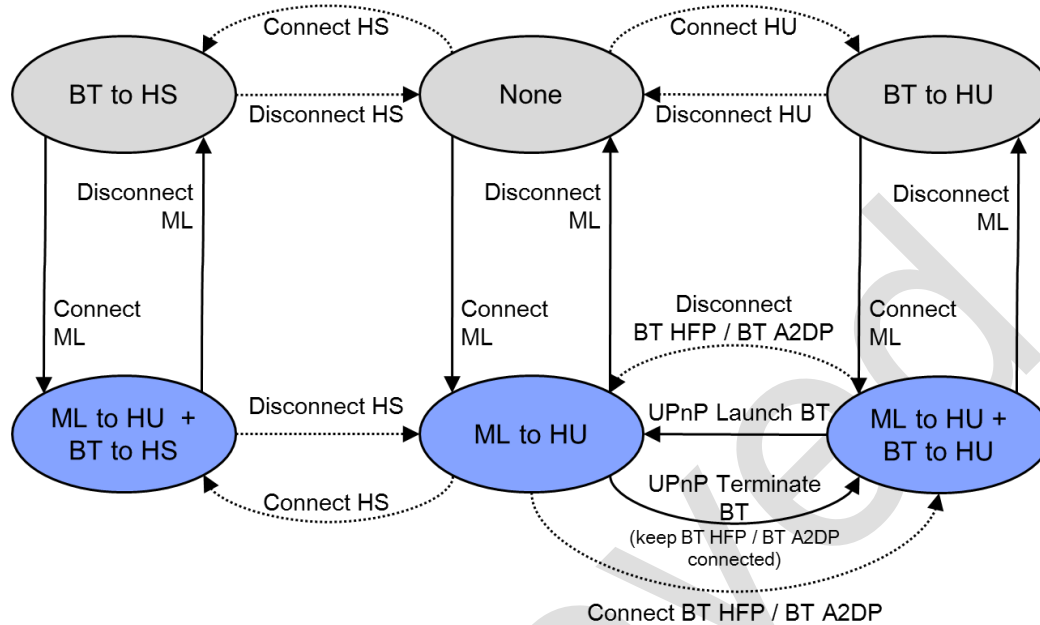 Connect HS
Connect HU
BT to HS
None
BT to HU
Disconnect HS
Disconnect HU
Disconnect
ML
Disconnect
ML
Disconnect
ML
Connect
ML
Connect
ML
Connect
ML
Disconnect
BT HFP / BT A2DP
ML to HU +
BT to HS
Disconnect HS
ML to HU
UPnP Launch BT
ML to HU +
BT to HU
Connect HS
UPnP Terminate
BT
(keep BT HFP / BT A2DP
connected)
Connect BT HFP / BT A2DP